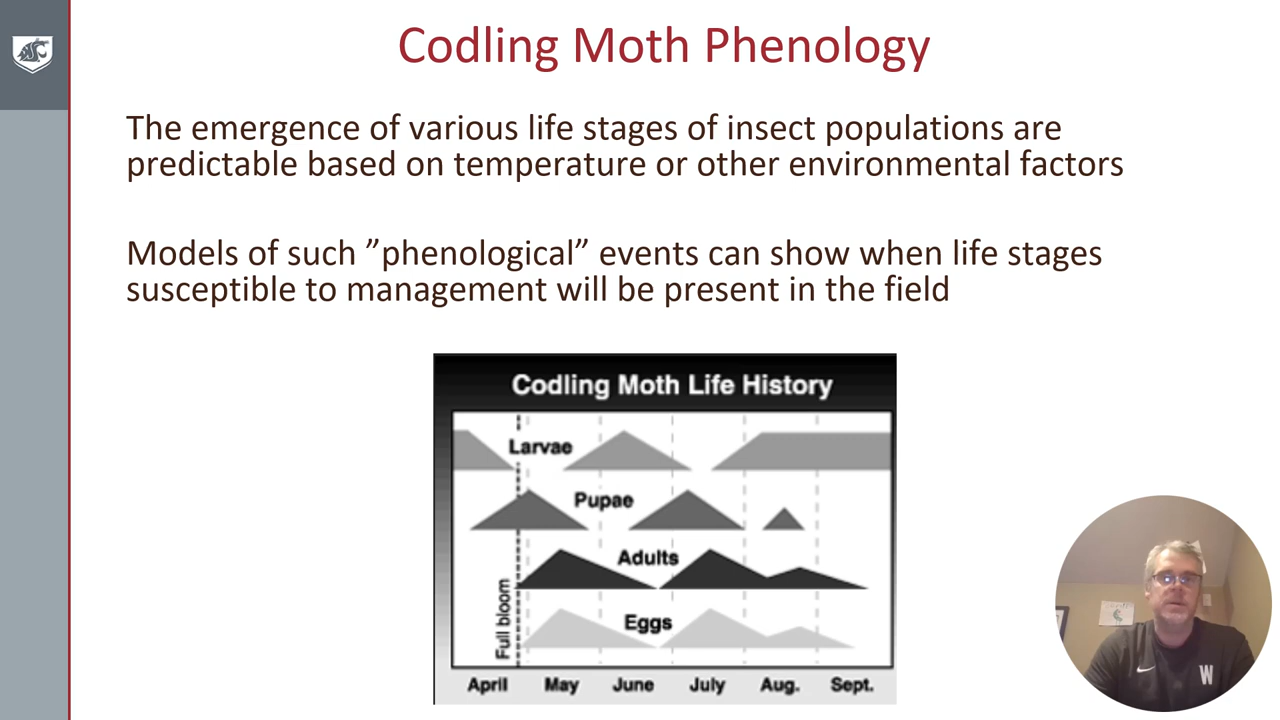 Codling Moth Phenology
The emergence of various life stages of insect populations are
predictable based on temperature or other environmental factors
Models of such ”phenological” events can show when life stages
susceptible to management will be present in the field
Codling Moth Life History
Larvae
Pupae
Adults
Eggs
Full bloom
April May June July Aug. Sept.
W